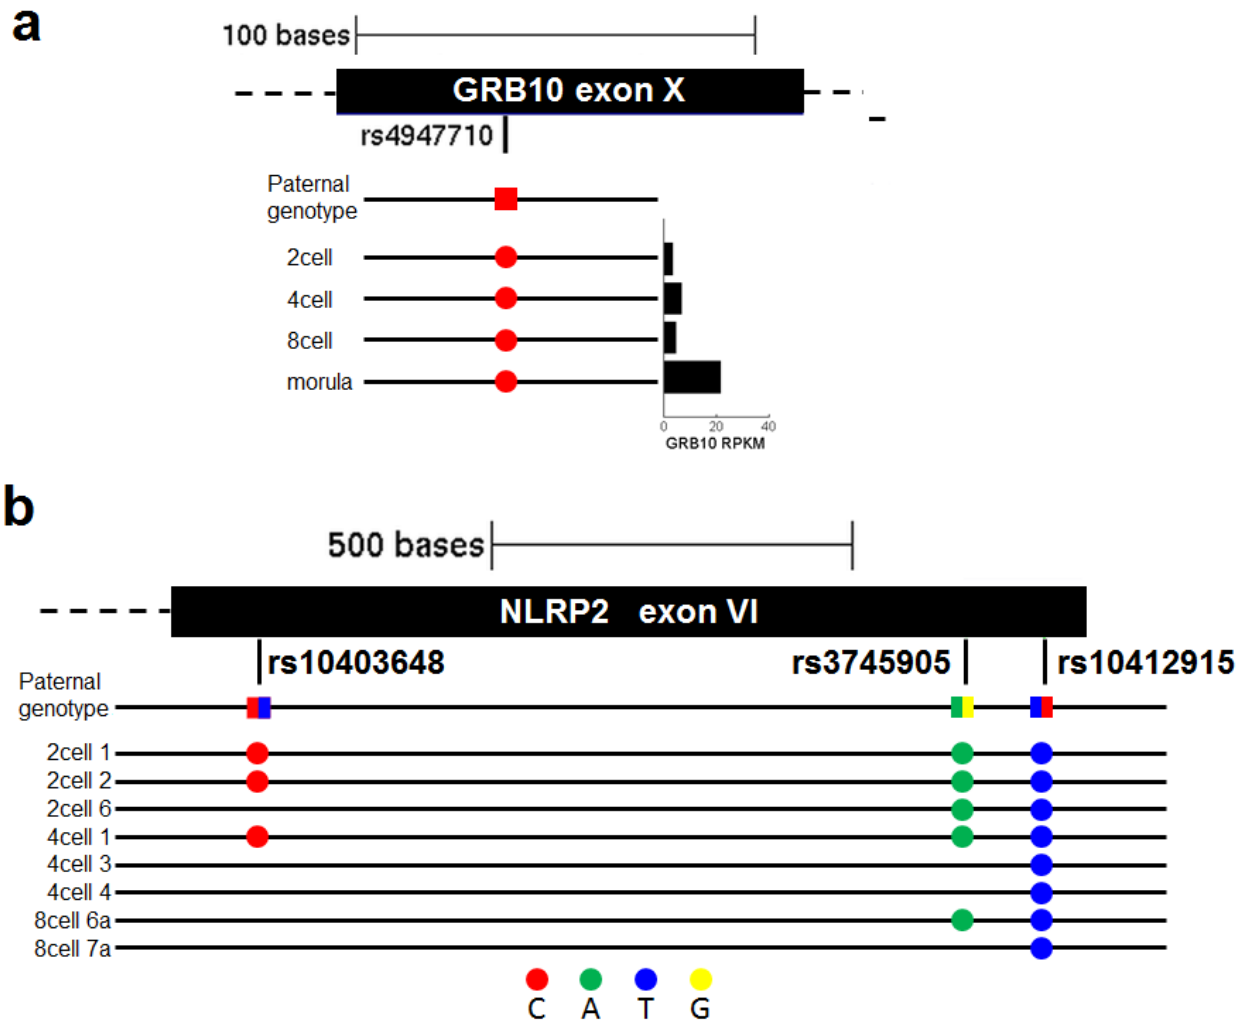 a
100 bases
GRB10 exon X
rs4947710
Paternal
genotype
2cell
4cell
8cell
morula
0 20 40
GRB10 RPKM
b
500 bases
NLRP2 exon VI
rs10403648 rs3745905 rs10412915
Paternal
genotype
2cell 1
2cell 2
2cell 6
4cell 1
4cell 3
4cell 4
8cell 6a
8cell 7a
C A T G